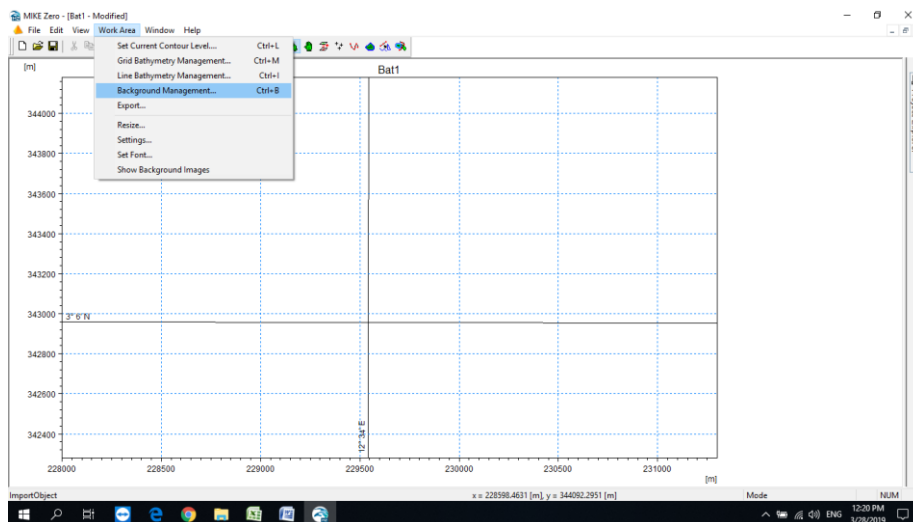 MIKE Zero - [Bat1 - Modified]
File Edit View Work Area Window Help
Set Current Contour Level.... Ctrl+L
Grid Bathymetry Management... Ctrl+M
Line Bathymetry Management... Ctrl+I
Background Management... Ctrl+B
Export...
Resize...
Settings...
Set Font...
Show Background Images
[m]
Bat1
344000
343800
343600
343400
343200
343000
342800
342600
342400
3° 6' N
12° 34' E
228000 228500 229000 229500 230000 230500 231000
[m]
ImportObject x = 228598.4631 [m], y = 344092.2951 [m] Mode NUM
ENG 12:20 PM
3/28/2019